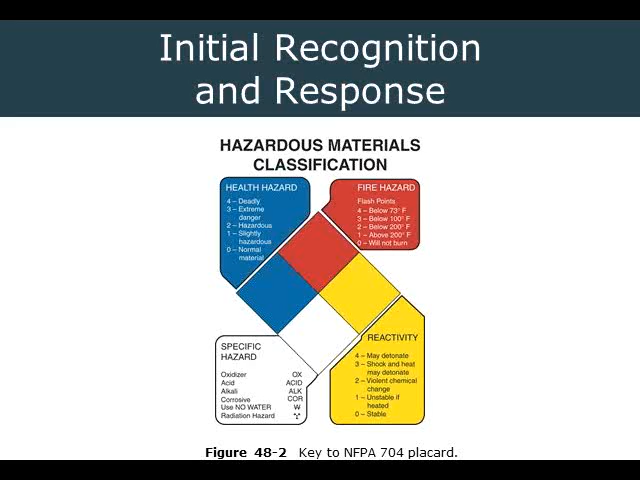 Initial Recognition
and Response
HAZARDOUS MATERIALS
CLASSIFICATION
HEALTH HAZARD
4 – Deadly
3 – Extreme
danger
2 – Hazardous
1 – Slightly
hazardous
0 – Normal
material
FIRE HAZARD
Flash Points
4 – Below 73° F
3 – Below 100° F
2 – Below 200° F
1 – Above 200° F
0 – Will not burn
SPECIFIC
HAZARD
Oxidizer OX
Acid ACID
Alkali ALK
Corrosive COR
Use NO WATER W
Radiation Hazard
REACTIVITY
4 – May detonate
3 – Shock and heat
may detonate
2 – Violent chemical
change
1 – Unstable if
heated
0 – Stable
Figure 48-2 Key to NFPA 704 placard.